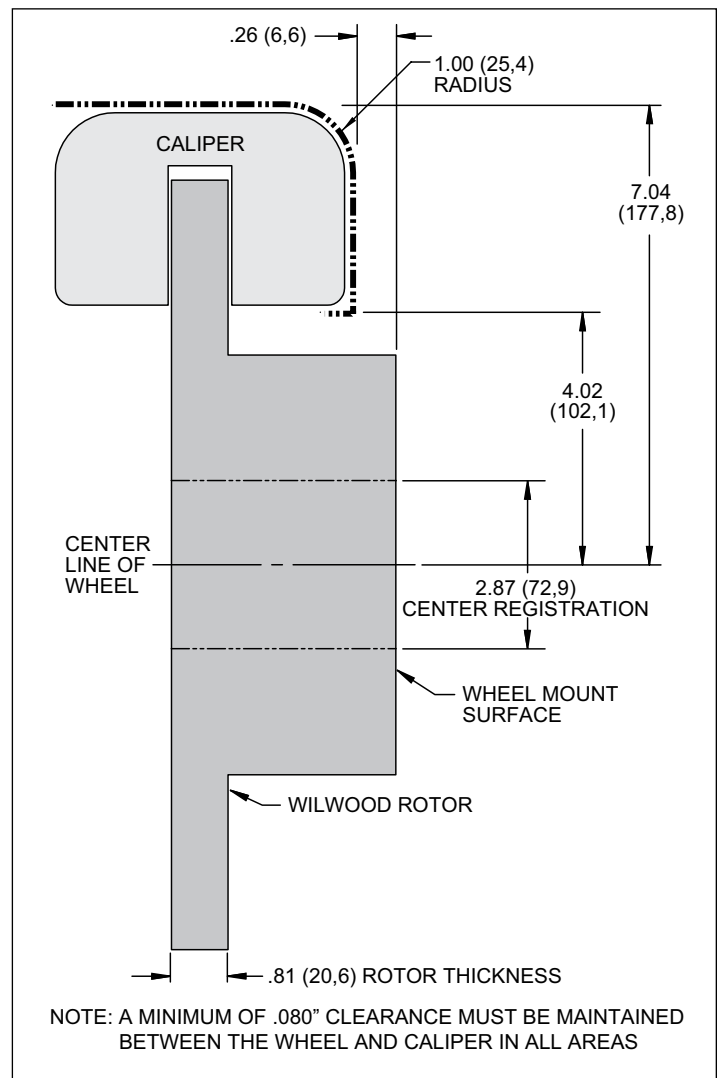 .26 (6,6)
1.00 (25,4)
RADIUS
CALIPER
7.04
(177,8)
4.02
(102,1)
CENTER
LINE OF
WHEEL
2.87 (72,9)
CENTER REGISTRATION
WHEEL MOUNT
SURFACE
WILWOOD ROTOR
.81 (20,6) ROTOR THICKNESS
NOTE: A MINIMUM OF .080" CLEARANCE MUST BE MAINTAINED
BETWEEN THE WHEEL AND CALIPER IN ALL AREAS